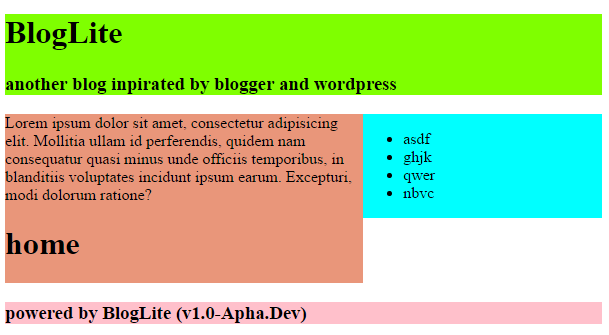 BlogLite
another blog inpirated by blogger and wordpress
Lorem ipsum dolor sit amet, consectetur adipisicing
elit. Mollitia ullam id perferendis, quidem nam
consequatur quasi minus unde officiis temporibus, in
blanditiis voluptates incidunt ipsum earum. Excepturi,
modi dolorum ratione?
home
asdf
ghjk
qwer
nbvc
powered by BlogLite (v1.0-Apha.Dev)